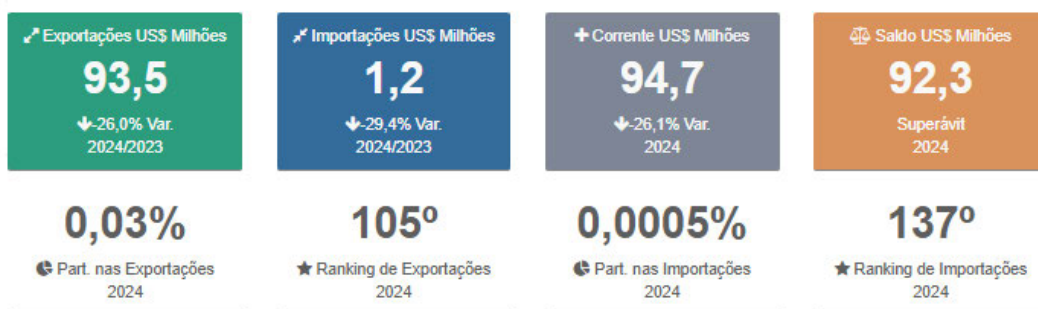 Exportações US$ Milhões
93,5
-26,0% Var.
2024/2023
Importações US$ Milhões
1,2
-29,4% Var.
2024/2023
Corrente US$ Milhões
94,7
-26,1% Var.
2024
Saldo US$ Milhões
92,3
Superávit
2024
0,03%
Part. nas Exportações
2024
105º
Ranking de Exportações
2024
0,0005%
Part. nas Importações
2024
137º
Ranking de Importações
2024